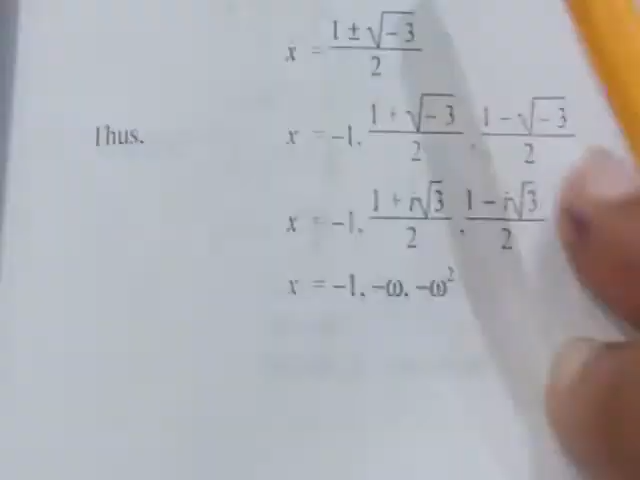 x = 1 ± √-3 / 2
Thus, x = -1, 1 + √-3 / 2, 1 - √-3 / 2
x = -1, 1 + i√3 / 2, 1 - i√3 / 2
x = -1, -ω, -ω²